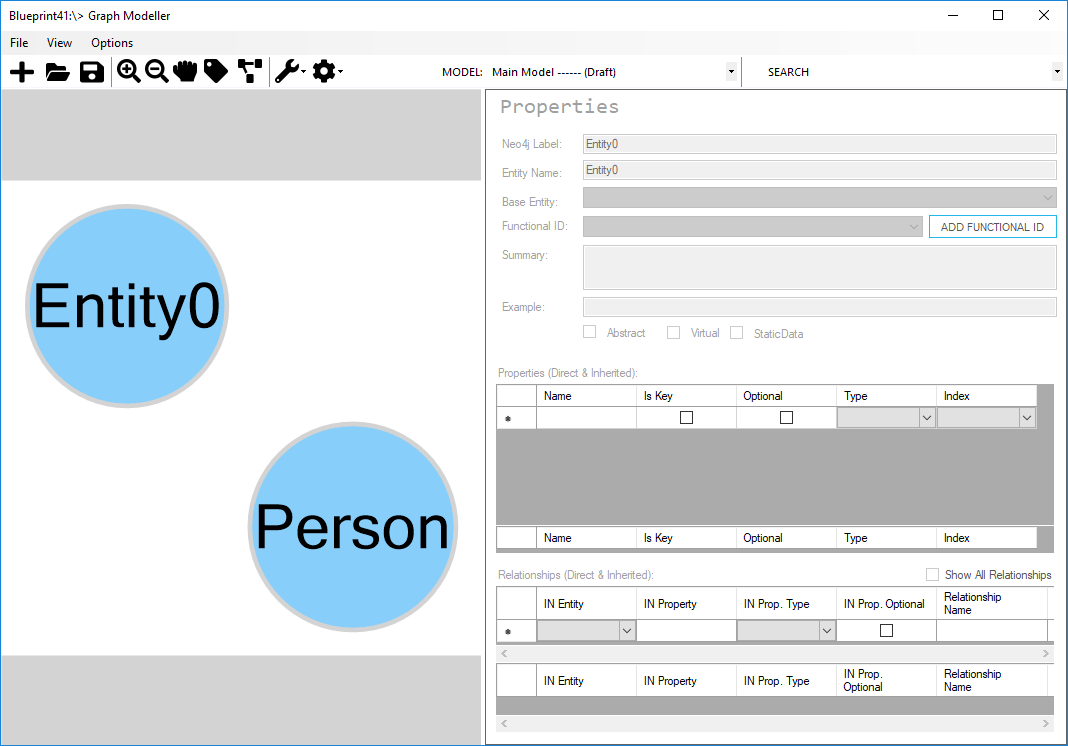 Blueprint41:\> Graph Modeller
File View Options
MODEL: Main Model ------ (Draft) SEARCH
Properties
Neo4j Label: Entity0
Entity Name: Entity0
Base Entity:
Functional ID: ADD FUNCTIONAL ID
Summary:
Example:
Abstract Virtual StaticData
Properties (Direct & Inherited):
Name Is Key Optional Type Index
Name Is Key Optional Type Index
Relationships (Direct & Inherited): Show All Relationships
IN Entity IN Property IN Prop. Type IN Prop. Optional Relationship
Name
IN Entity IN Property IN Prop. Type IN Prop.
Optional Relationship
Name
Entity0
Person